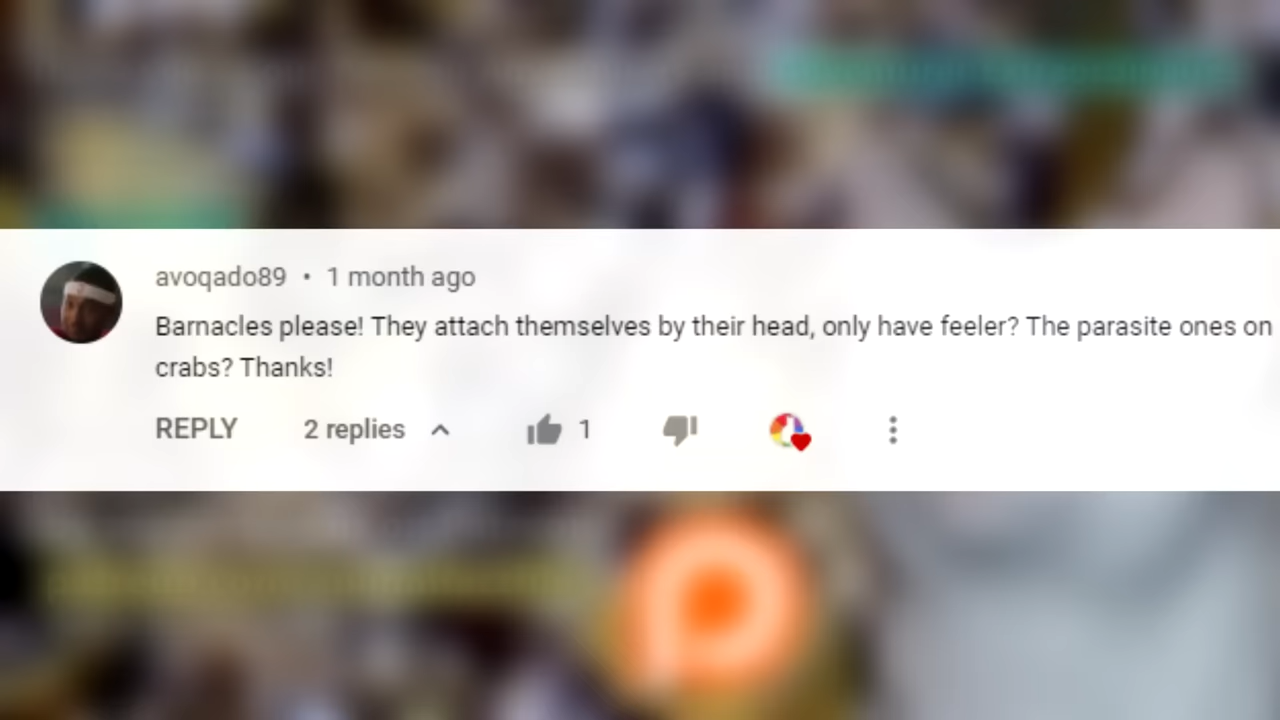 avoqado89 • 1 month ago
Barnacles please! They attach themselves by their head, only have feeler? The parasite ones on
crabs? Thanks!
REPLY 2 replies 1